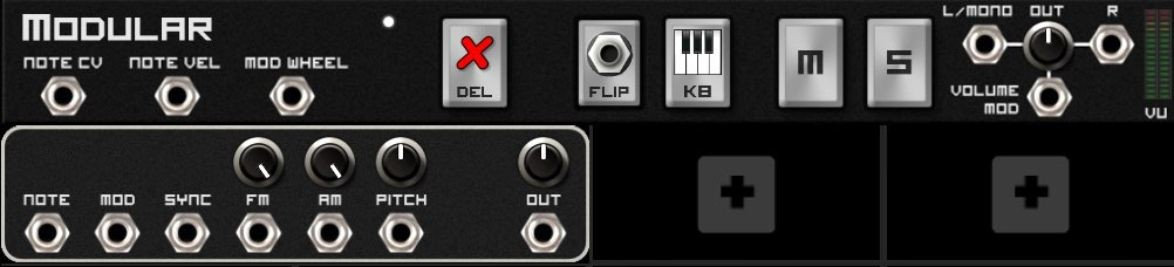 MODULAR
NOTE CV NOTE VEL MOD WHEEL
DEL
FLIP
KB
M
S
L/MONO OUT R
VOLUME
MOD
VU
NOTE MOD SYNC FM AM PITCH OUT